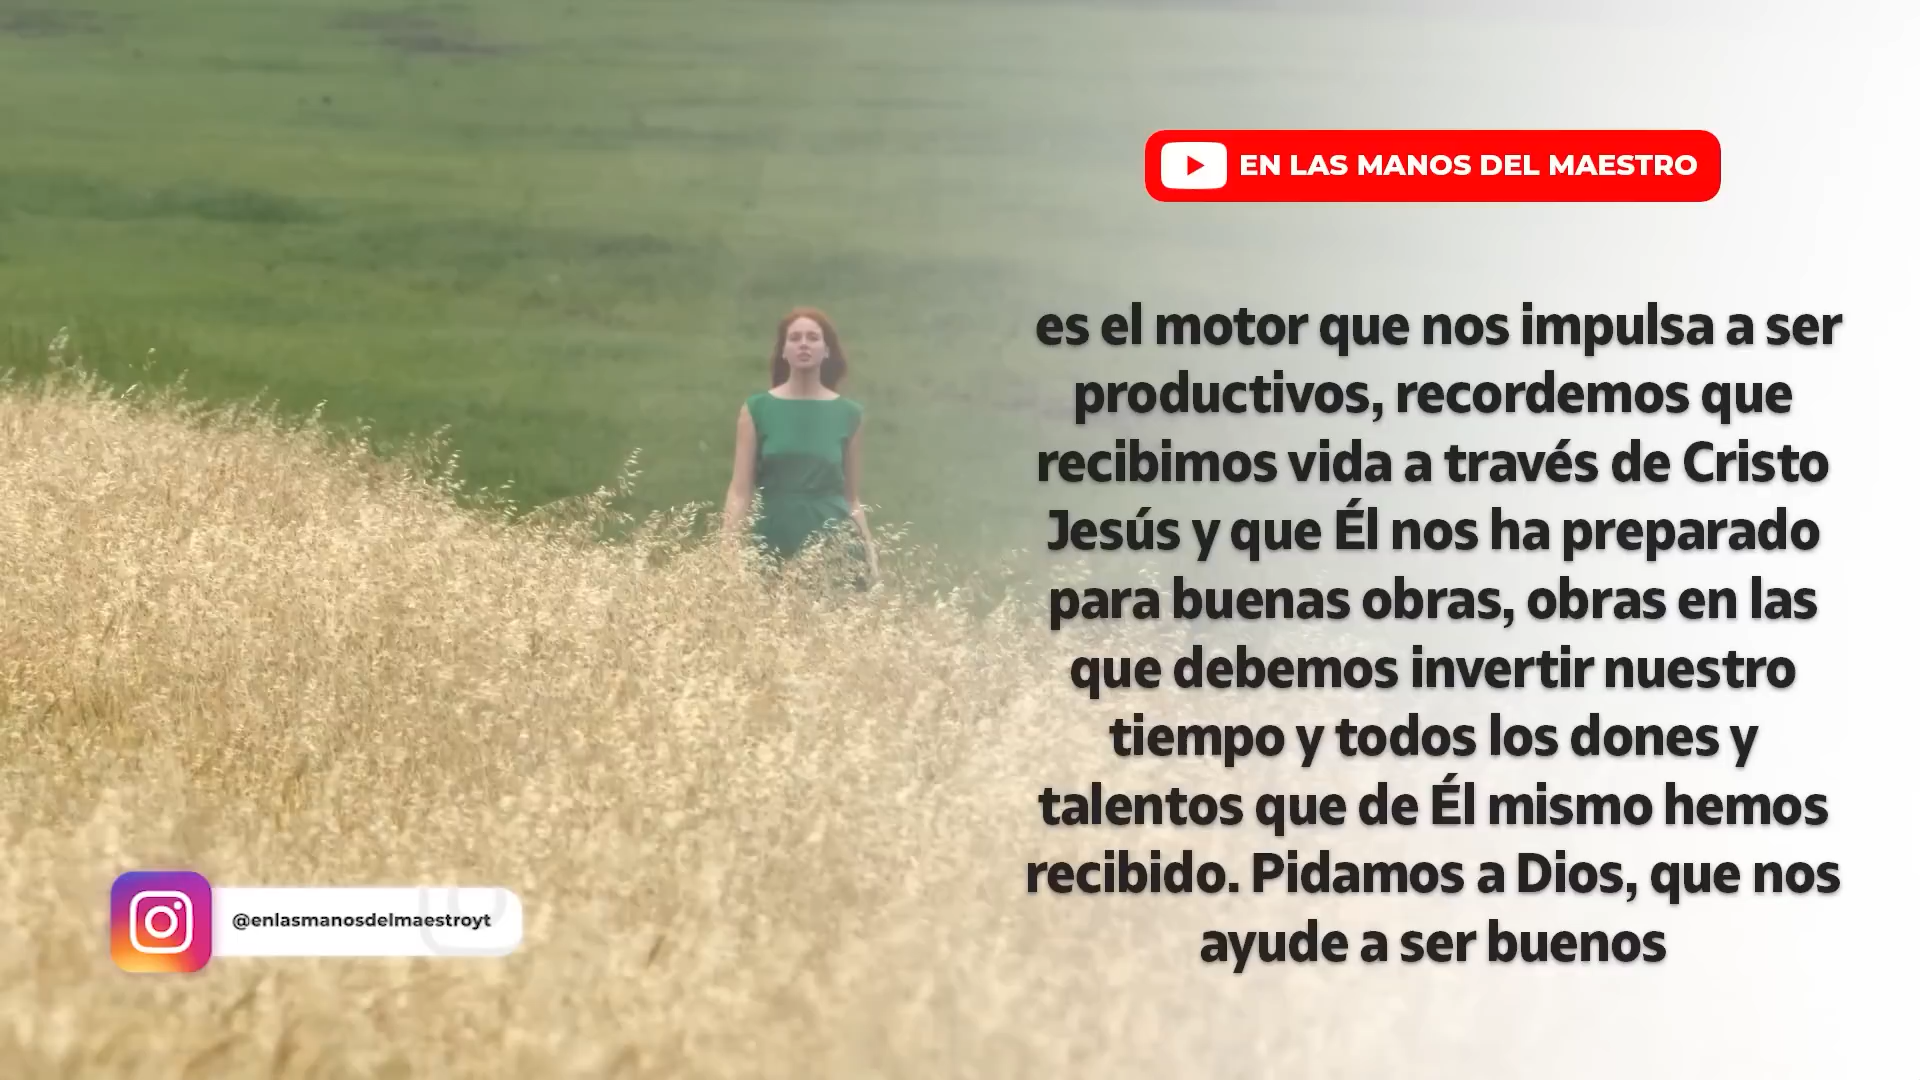 EN LAS MANOS DEL MAESTRO
es el motor que nos impulsa a ser
productivos, recordemos que
recibimos vida a través de Cristo
Jesús y que Él nos ha preparado
para buenas obras, obras en las
que debemos invertir nuestro
tiempo y todos los dones y
talentos que de Él mismo hemos
recibido. Pidamos a Dios, que nos
ayude a ser buenos
@enlasmanosdelmaestroyt